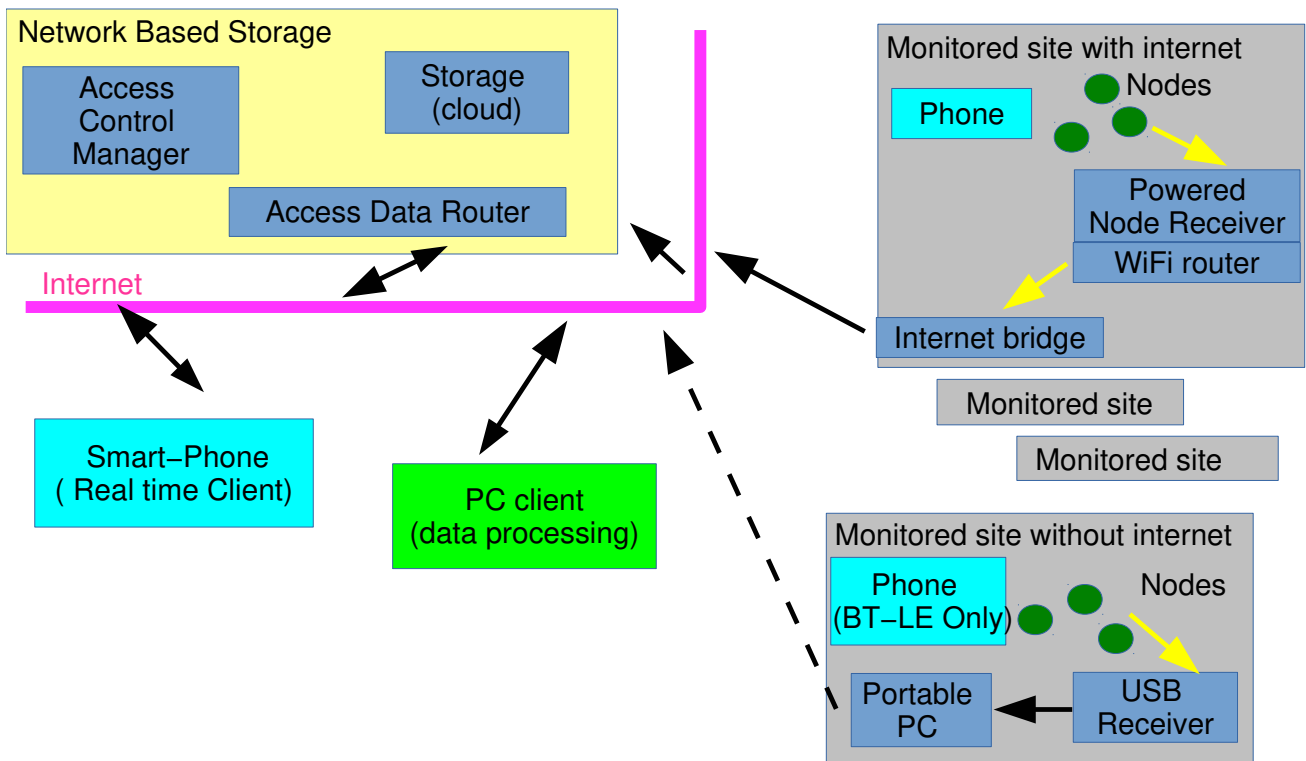 Network Based Storage
Access
Control
Manager
Storage
(cloud)
Access Data Router
Internet
Smart−Phone
( Real time Client)
PC client
(data processing)
Monitored site with internet
Nodes
Phone
Powered
Node Receiver
WiFi router
Internet bridge
Monitored site
Monitored site
Monitored site without internet
Phone
(BT−LE Only)
Nodes
Portable
PC
USB
Receiver